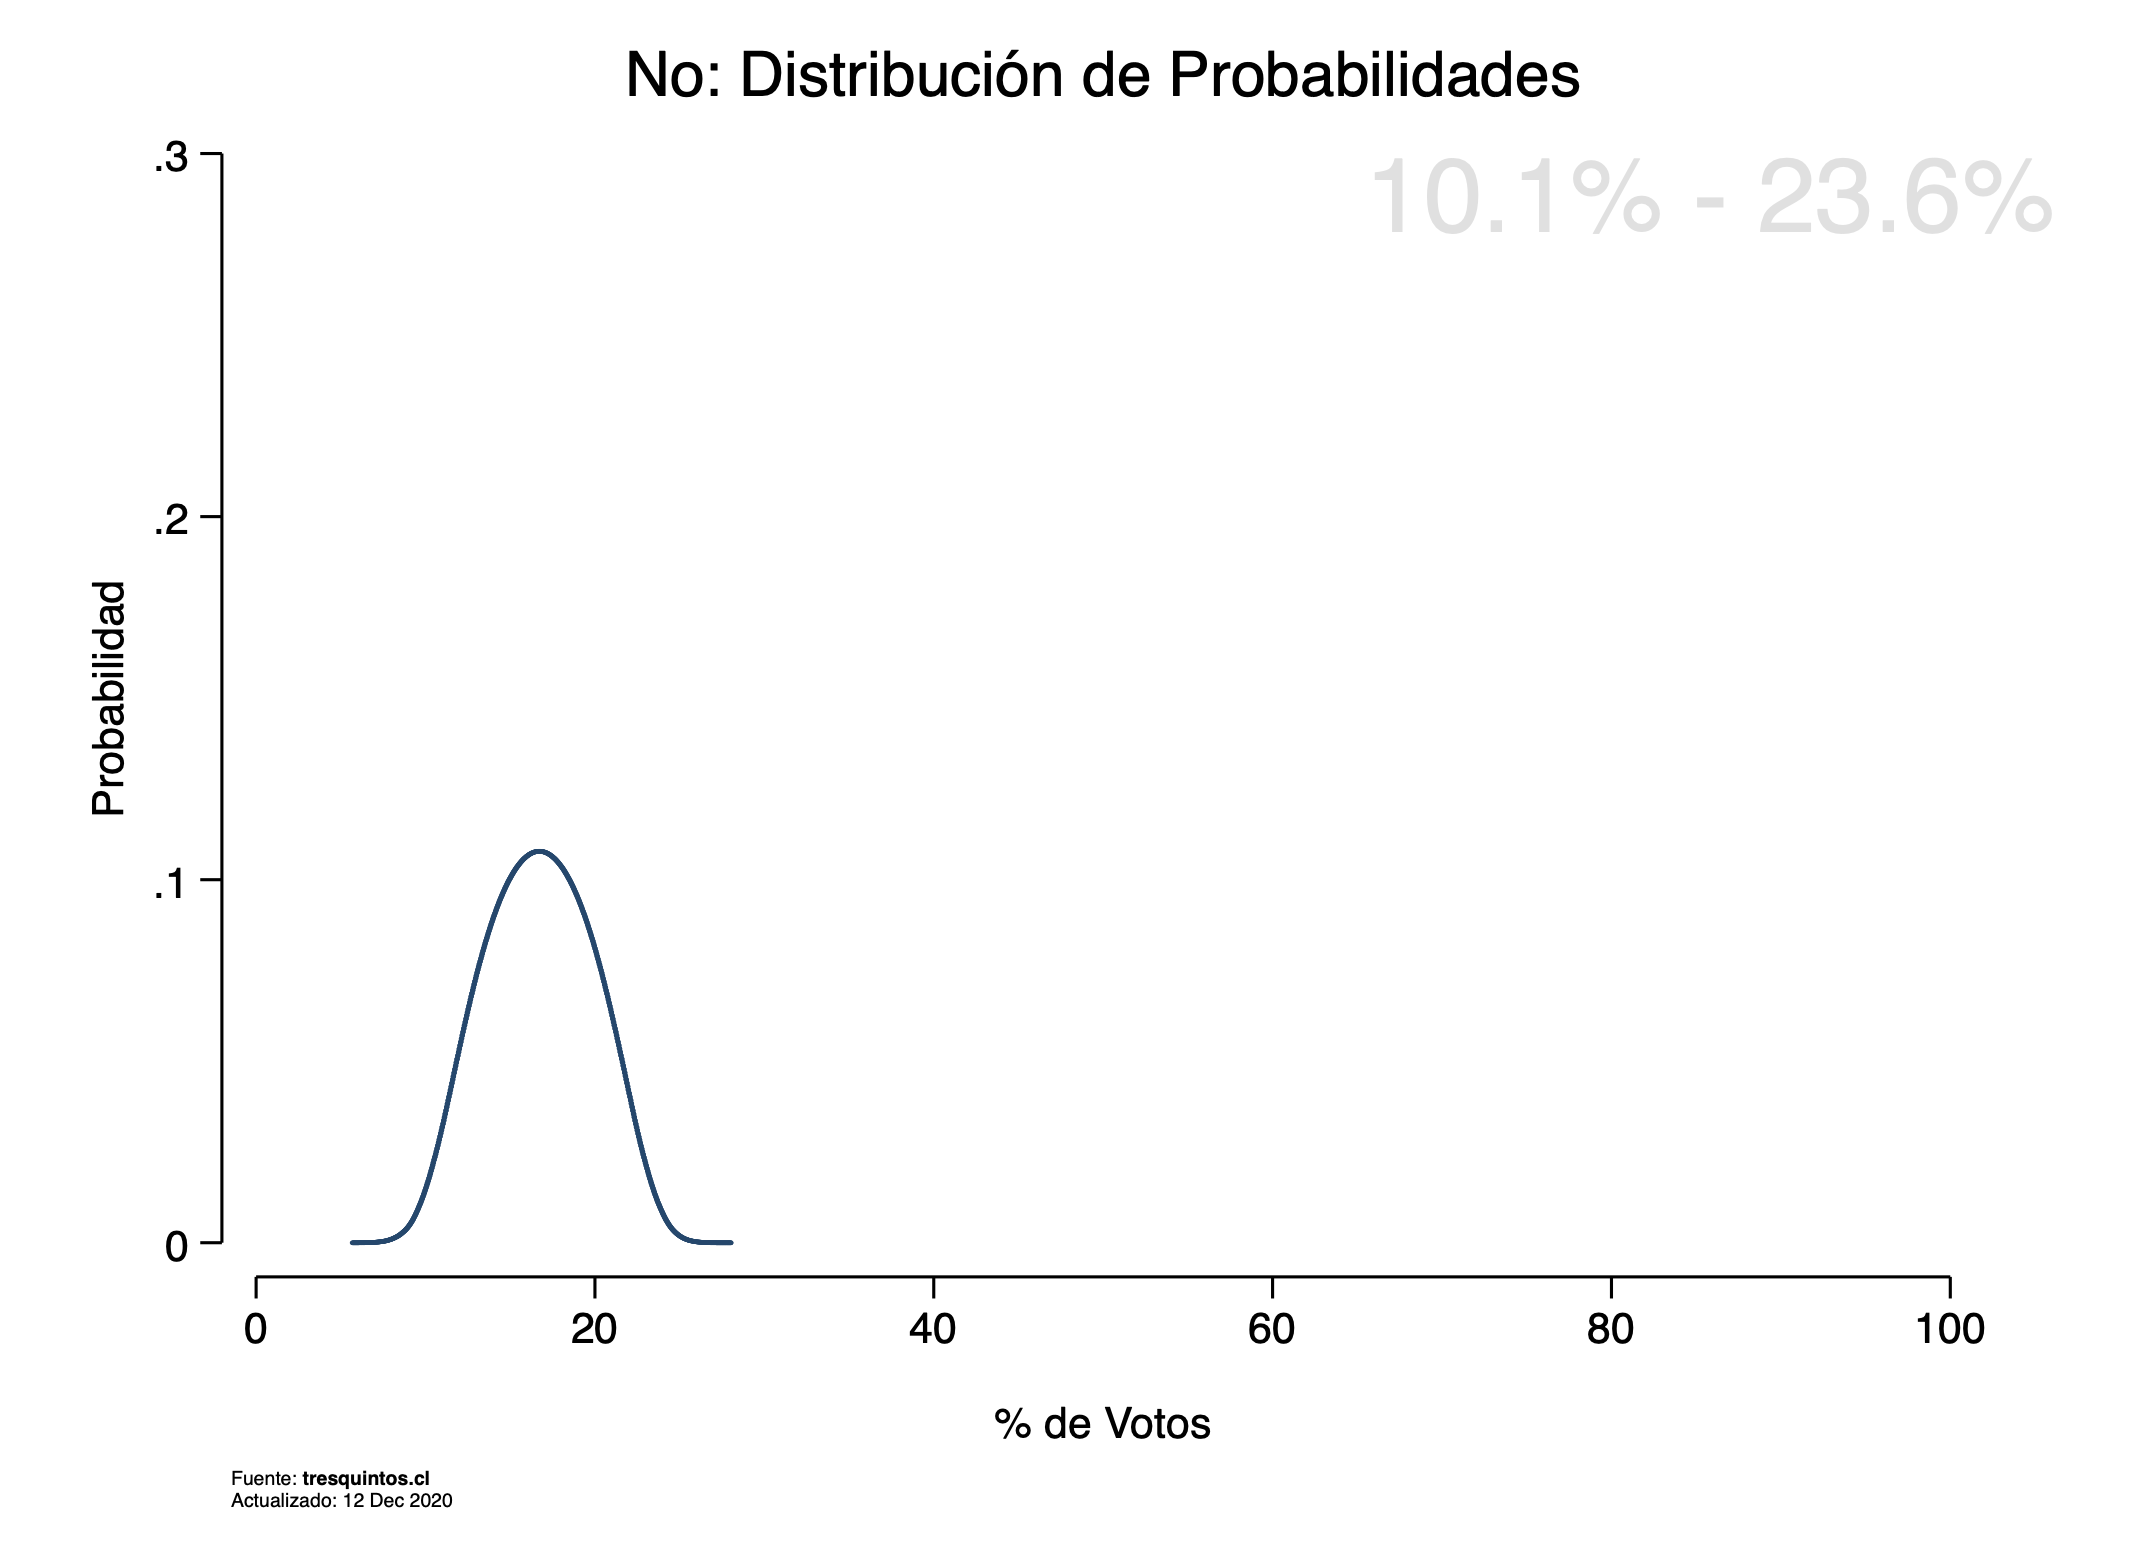 No: Distribución de Probabilidades
10.1% - 23.6%
.3
.2
.1
0
Probabilidad
0 20 40 60 80 100
% de Votos
Fuente: tresquintos.cl
Actualizado: 12 Dec 2020